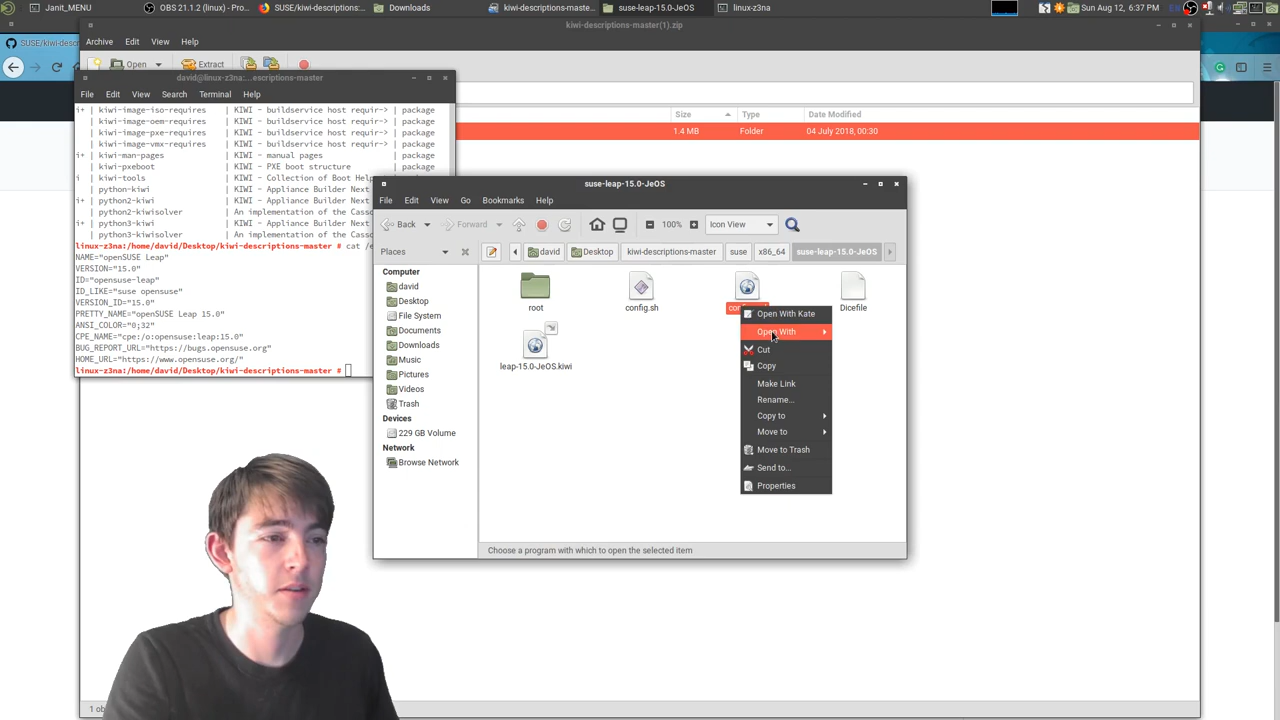 Janit_MENU
OBS 21.1.2 (linux) - Pro...
SUSE/kiwi-descriptions:...
Downloads
kiwi-descriptions-maste...
suse-leap-15.0-JeOS
linux-z3na:
Sun Aug 12, 6:37 PM
SUSE/kiwi-desc
kiwi-descriptions-master(1).zip
Archive Edit View Help
Open Extract
Size Type Date Modified
1.4 MB Folder 04 July 2018, 00:30
david@linux-z3na:...escriptions-master
File Edit View Search Terminal Help
i+ | kiwi-image-iso-requires | KIWI - buildservice host requir-> | package
i+ | kiwi-image-oem-requires | KIWI - buildservice host requir-> | package
| kiwi-image-pxe-requires | KIWI - buildservice host requir-> | package
| kiwi-image-vmx-requires | KIWI - buildservice host requir-> | package
i+ | kiwi-man-pages | KIWI - manual pages | package
| kiwi-pxeboot | KIWI - PXE boot structure | package
i | kiwi-tools | KIWI - Collection of Boot Help
| python-kiwi | KIWI - Appliance Builder Next
i+ | python2-kiwi | KIWI - Appliance Builder Next
| python2-kiwisolver | An implementation of the Casso
i+ | python3-kiwi | KIWI - Appliance Builder Next
| python3-kiwisolver | An implementation of the Casso
linux-z3na:/home/david/Desktop/kiwi-descriptions-master # cat /e
NAME="openSUSE Leap"
VERSION="15.0"
ID="opensuse-leap"
ID_LIKE="suse opensuse"
VERSION_ID="15.0"
PRETTY_NAME="openSUSE Leap 15.0"
ANSI_COLOR="0;32"
CPE_NAME="cpe:/o:opensuse:leap:15.0"
BUG_REPORT_URL="https://bugs.opensuse.org"
HOME_URL="https://www.opensuse.org/"
linux-z3na:/home/david/Desktop/kiwi-descriptions-master #
suse-leap-15.0-JeOS
File Edit View Go Bookmarks Help
Back Forward 100% Icon View
Places david Desktop kiwi-descriptions-master suse x86_64 suse-leap-15.0-JeOS
Computer
david
Desktop
File System
Documents
Downloads
Music
Pictures
Videos
Trash
Devices
229 GB Volume
Network
Browse Network
root config.sh Dicefile
leap-15.0-JeOS.kiwi
Open With Kate
Open With
Cut
Copy
Make Link
Rename...
Copy to
Move to
Move to Trash
Send to...
Properties
Choose a program with which to open the selected item
1 ob